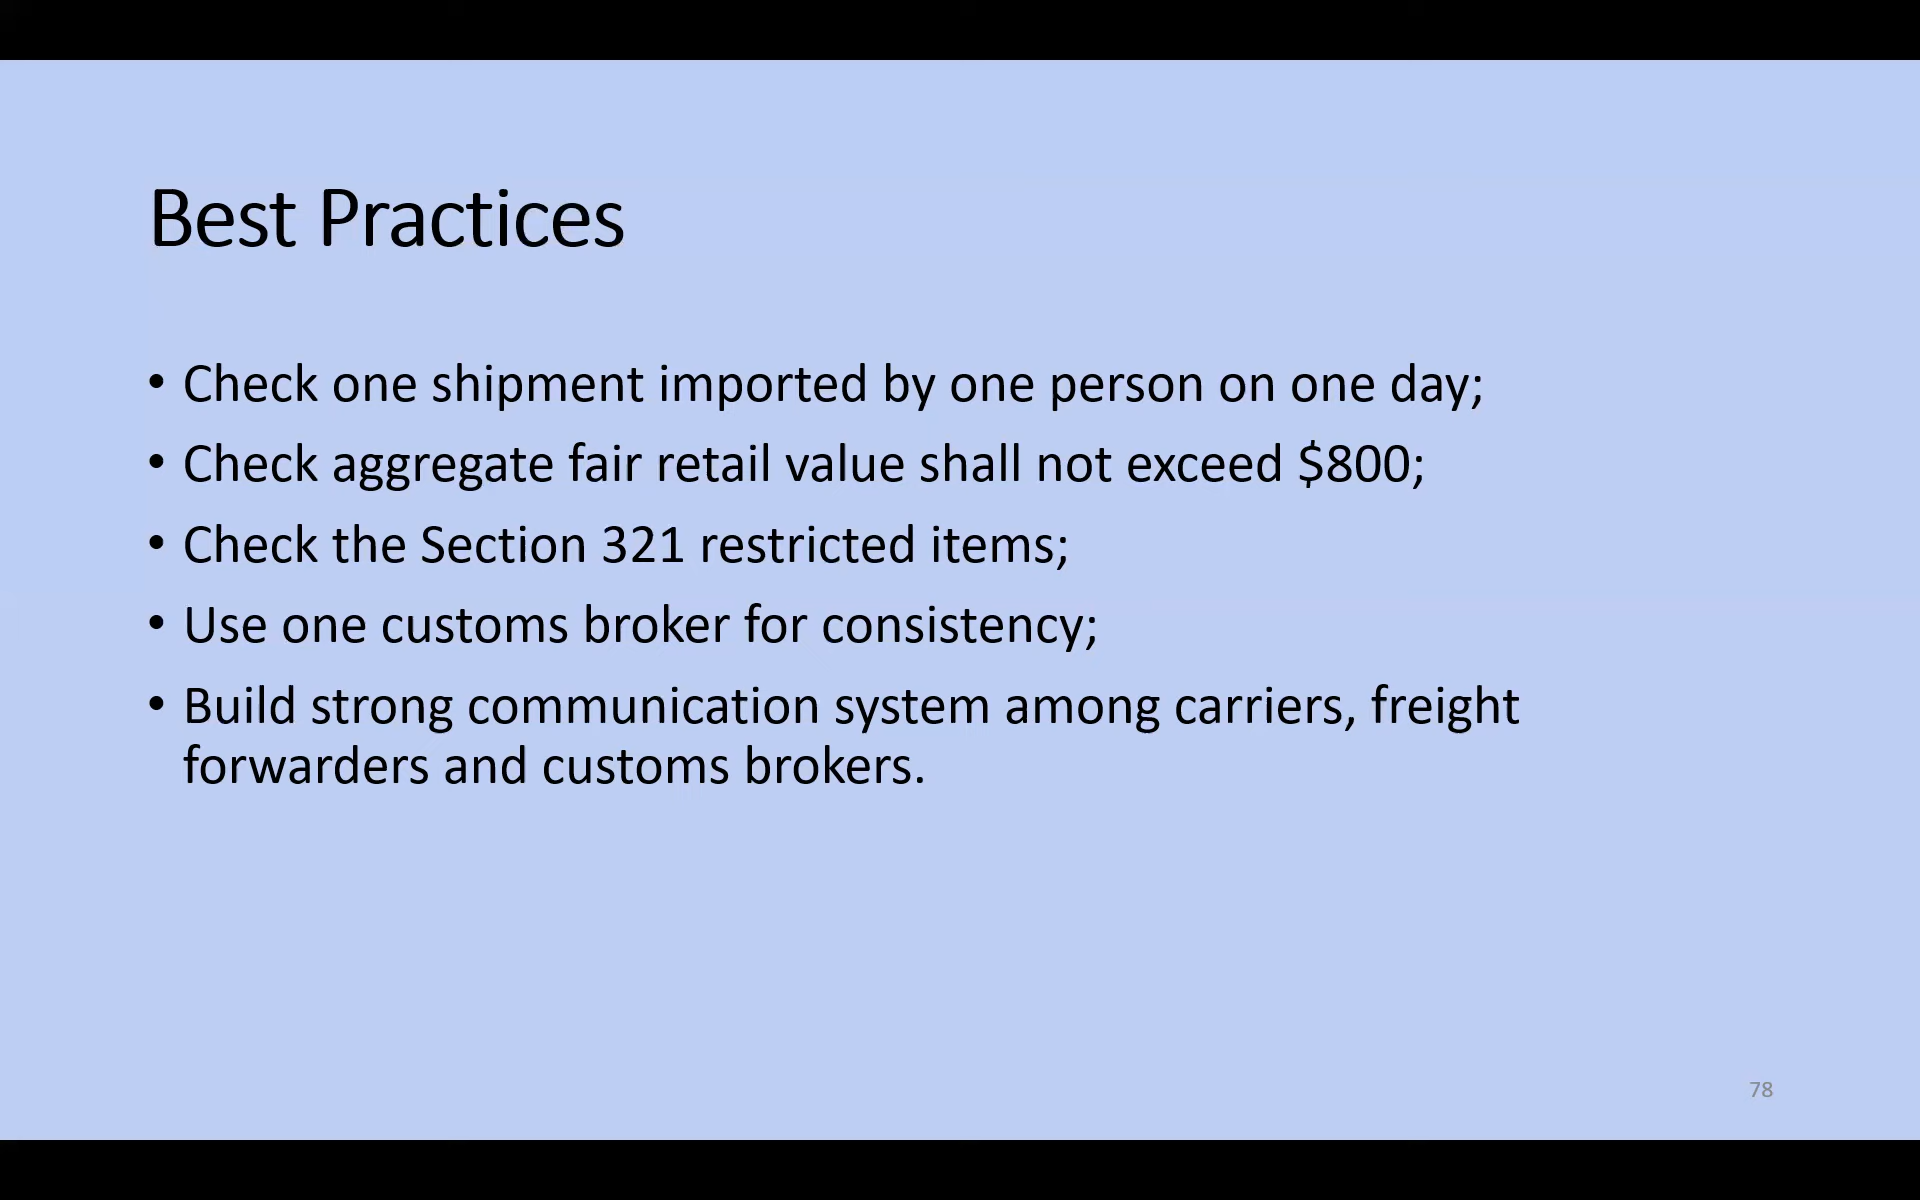 Best Practices
• Check one shipment imported by one person on one day;
• Check aggregate fair retail value shall not exceed $800;
• Check the Section 321 restricted items;
• Use one customs broker for consistency;
• Build strong communication system among carriers, freight
forwarders and customs brokers.
78